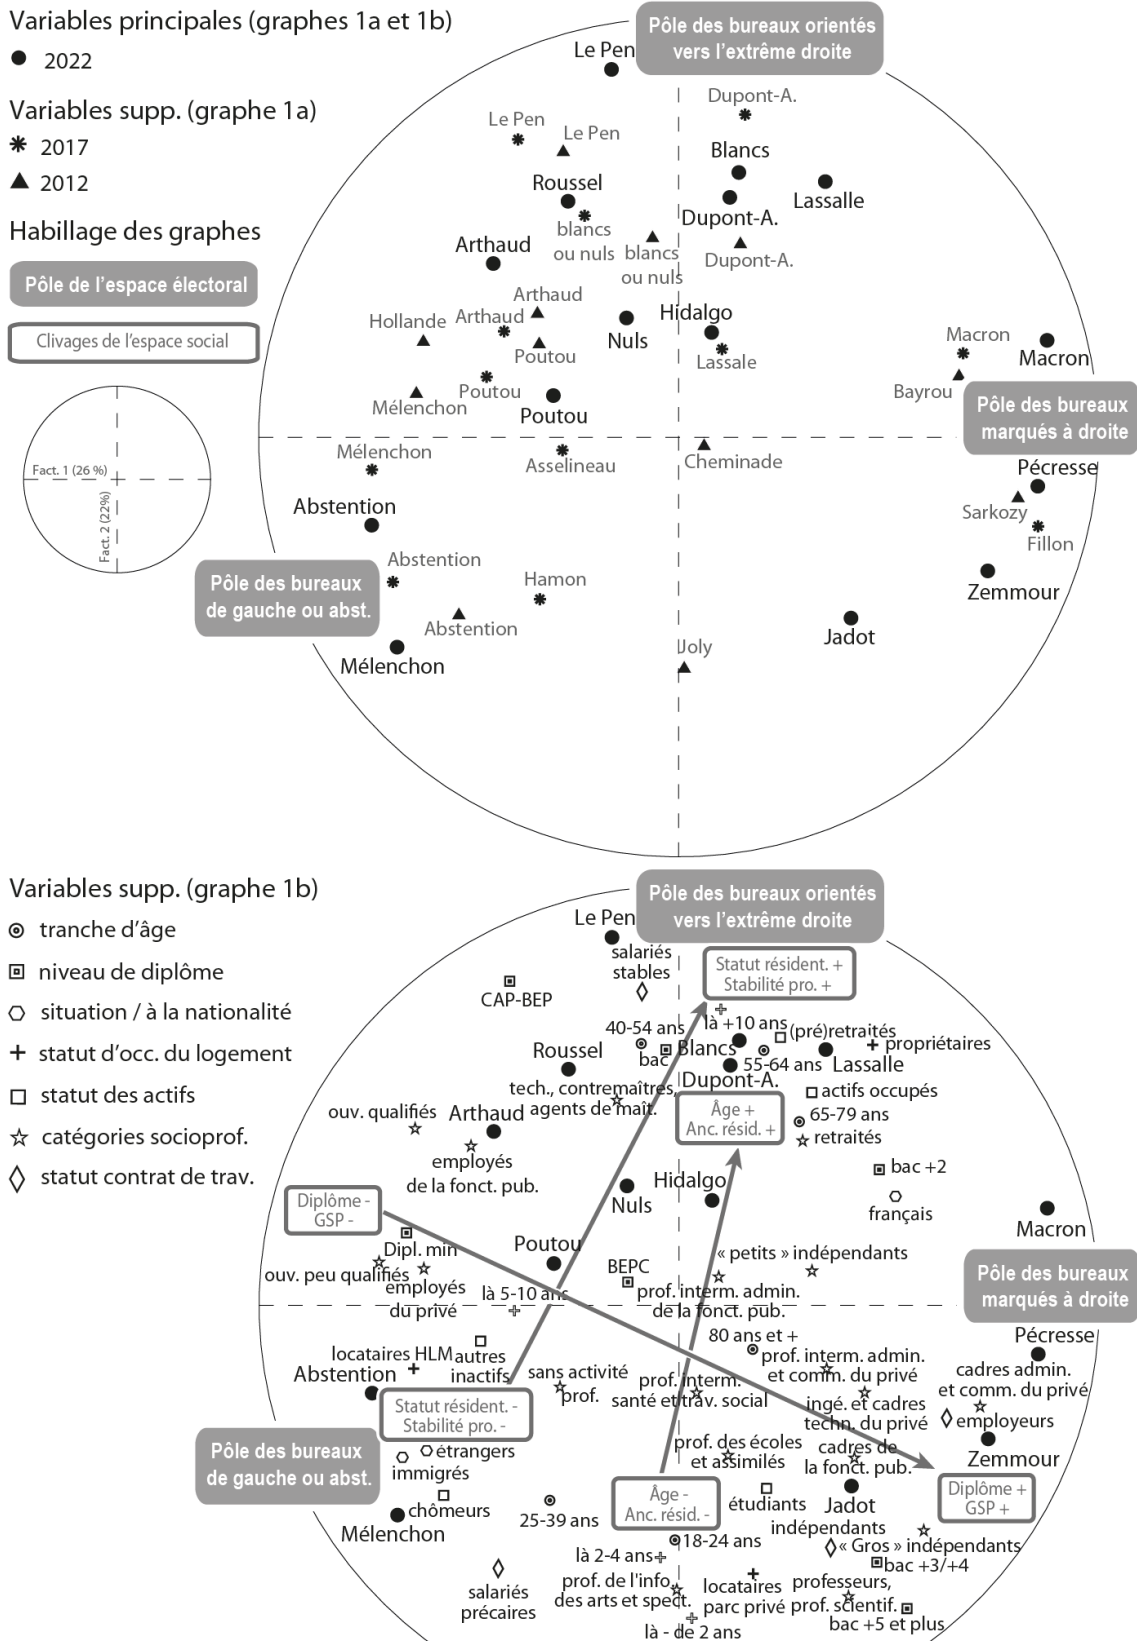 Variables principales (graphes 1a et 1b)
2022
Variables supp. (graphe 1a)
2017
2012
Habillage des graphes
Pôle de l'espace électoral
Clivages de l'espace social
Fact. 1 (26 %)
Fact. 2 (22%)
Pôle des bureaux orientés
vers l'extrême droite
Le Pen
Dupont-A.
Le Pen
Le Pen
Blancs
Roussel
Lassalle
Dupont-A.
blancs
ou nuls
Arthaud
blancs
ou nuls
Dupont-A.
Arthaud
Hollande
Arthaud
Hidalgo
Nuls
Poutou
Lassale
Macron
Macron
Bayrou
Poutou
Mélenchon
Poutou
Pôle des bureaux
marqués à droite
Mélenchon
Asselineau
Cheminade
Pécresse
Abstention
Sarkozy
Fillon
Abstention
Hamon
Pôle des bureaux
de gauche ou abst.
Zemmour
Abstention
Jadot
Joly
Mélenchon
Variables supp. (graphe 1b)
tranche d'âge
niveau de diplôme
situation / à la nationalité
statut d'occ. du logement
statut des actifs
catégories socioprof.
statut contrat de trav.
Pôle des bureaux orientés
vers l'extrême droite
Le Pen
salariés
stables
Statut résident. +
Stabilité pro. +
CAP-BEP
là +10 ans
40-54 ans
(pré)retraités
propriétaires
Roussel
bac
Blancs
55-64 ans
Lassalle
Dupont-A.
tech., contremaîtres,
agents de maît.
actifs occupés
ouv. qualifiés
Arthaud
Âge +
Anc. résid. +
65-79 ans
retraités
employés
de la fonct. pub.
bac +2
Nuls
Hidalgo
français
Diplôme -
GSP -
Macron
Dipl. min
Poutou
« petits » indépendants
ouv. peu qualifiés
employés
du privé
BEPC
là 5-10 ans
prof. interm. admin.
de la fonct. pub.
Pôle des bureaux
marqués à droite
80 ans et +
Pécresse
locataires HLM
autres
inactifs
Abstention
sans activité
prof.
prof. interm.
santé et trav. social
prof. interm. admin.
et comm. du privé
cadres admin.
et comm. du privé
Statut résident. -
Stabilité pro. -
ingé. et cadres
techn. du privé
employeurs
Pôle des bureaux
de gauche ou abst.
étrangers
immigrés
prof. des écoles
et assimilés
cadres de
la fonct. pub.
Zemmour
Âge -
Anc. résid. -
Diplôme +
GSP +
chômeurs
étudiants
Jadot
Mélenchon
25-39 ans
indépendants
18-24 ans
« Gros » indépendants
là 2-4 ans
bac +3/+4
salariés
précaires
prof. de l'info,
des arts et spect.
locataires
parc privé
professeurs,
prof. scientif.
bac +5 et plus
là - de 2 ans